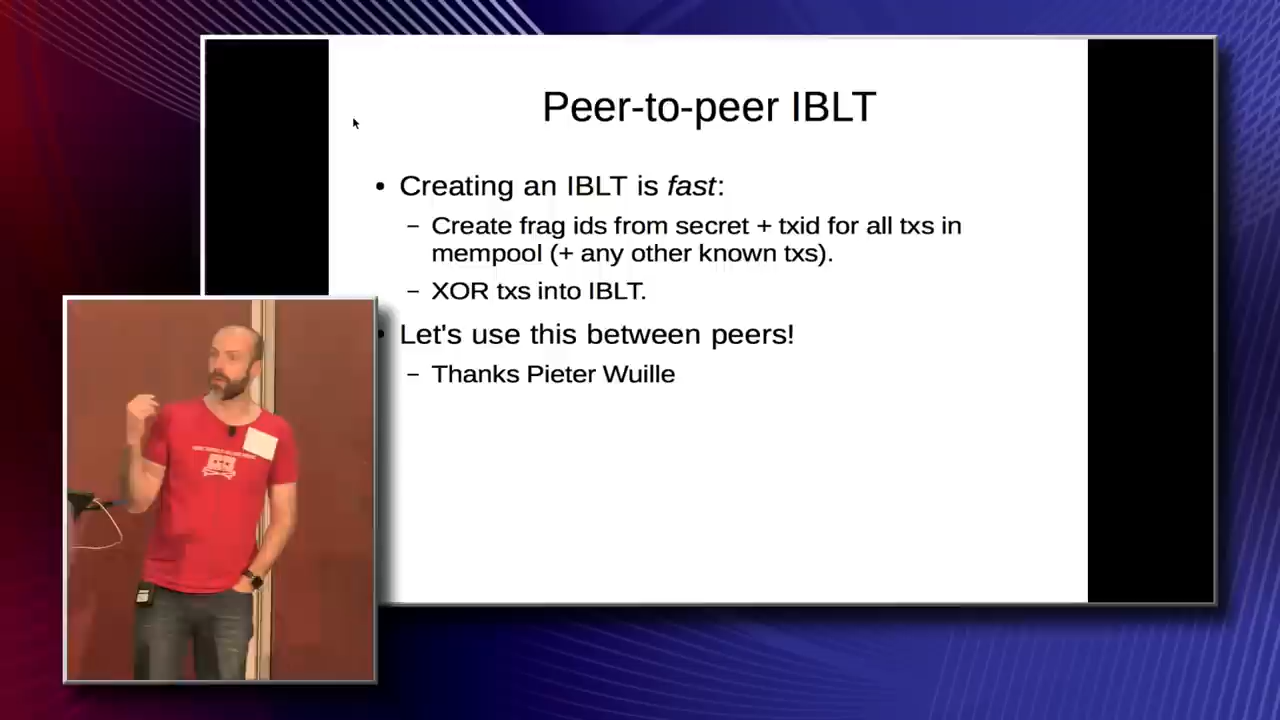 Peer-to-peer IBLT
• Creating an IBLT is fast:
– Create frag ids from secret + txid for all txs in
mempool (+ any other known txs).
– XOR txs into IBLT.
• Let's use this between peers!
– Thanks Pieter Wuille